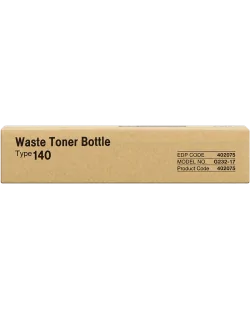 Waste Toner Bottle
Type 140
EDP CODE 402075
MODEL NO. G232-17
Product Code 402075